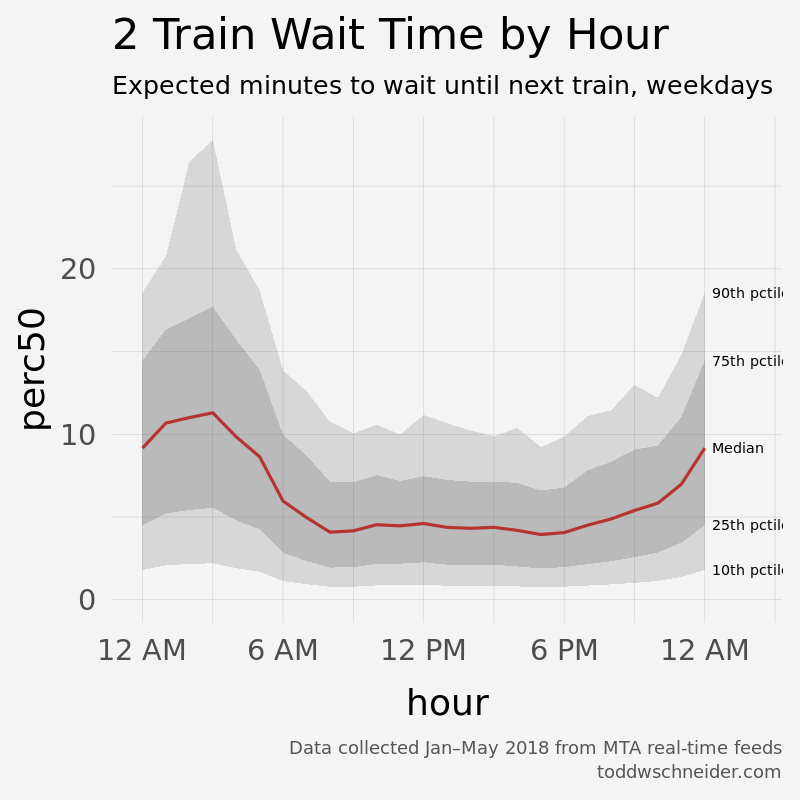 2 Train Wait Time by Hour
Expected minutes to wait until next train, weekdays
perc50
20
10
0
90th pctile
75th pctile
Median
25th pctile
10th pctile
12 AM 6 AM 12 PM 6 PM 12 AM
hour
Data collected Jan–May 2018 from MTA real-time feeds
toddwschneider.com